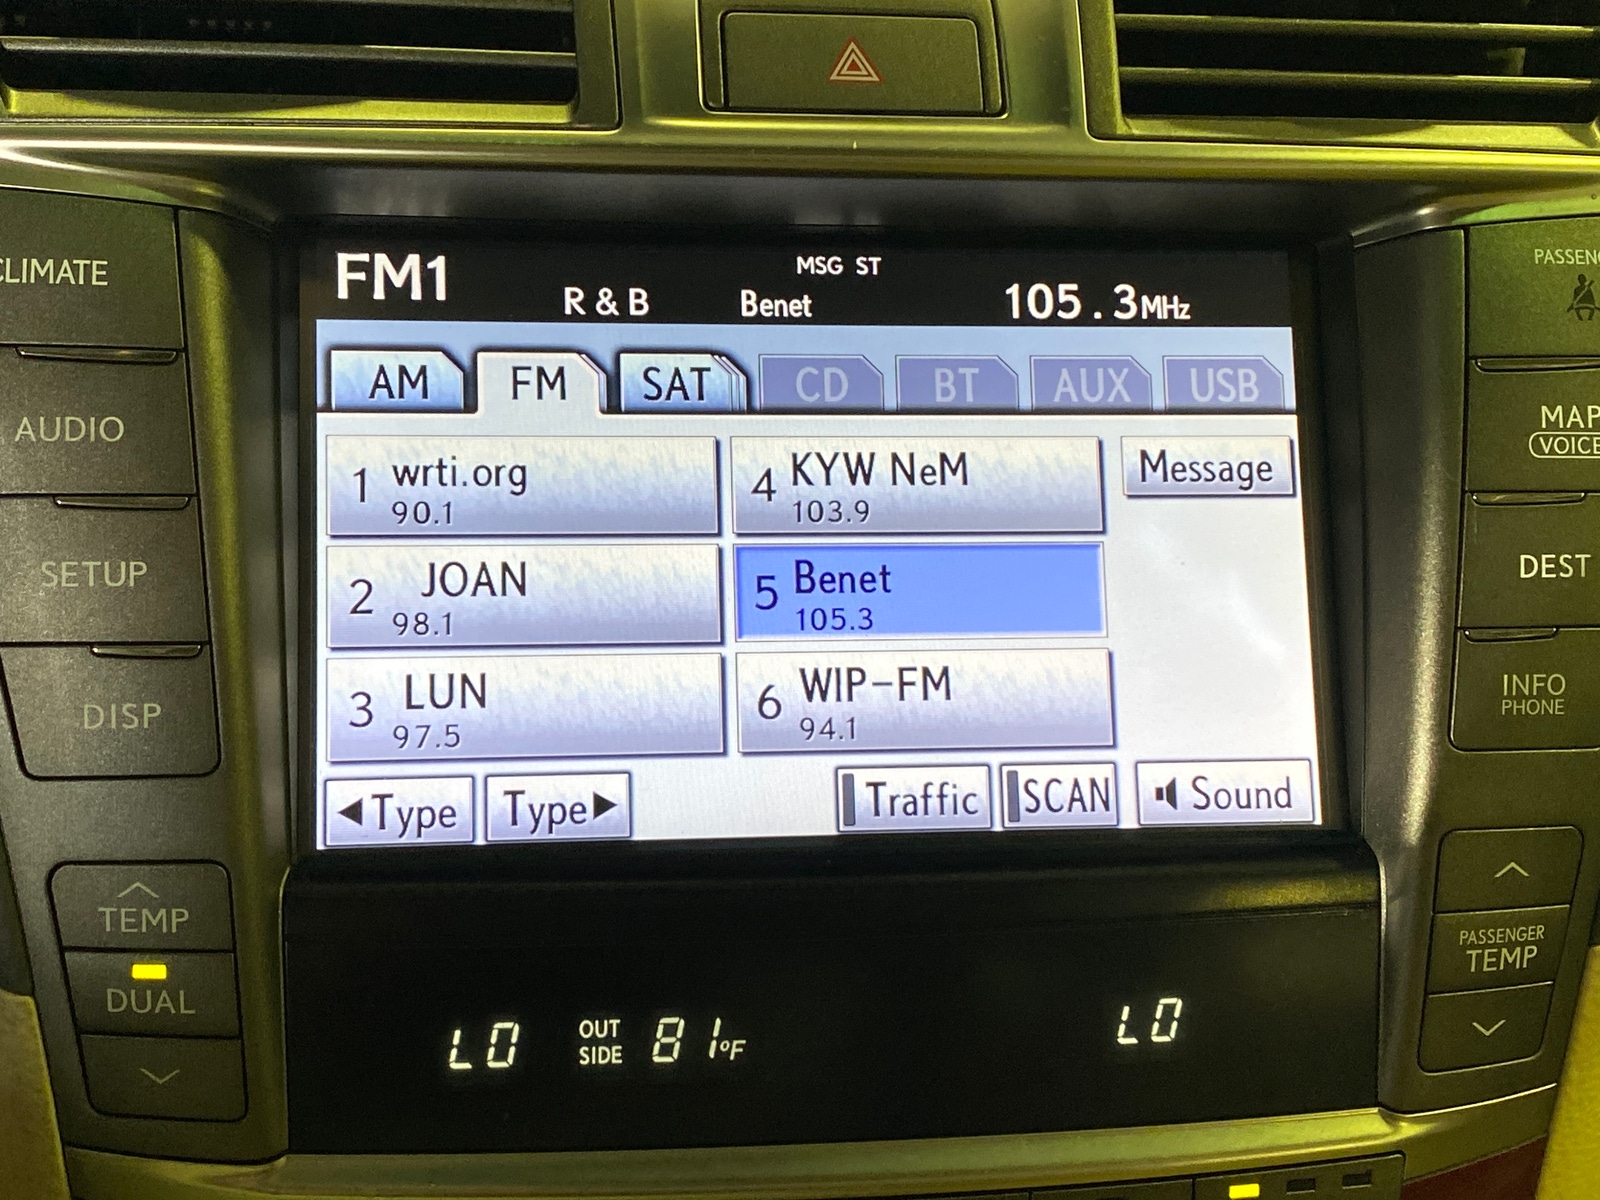 MSG ST
FM1 R & B Benet 105.3MHz
AM FM SAT CD BT AUX USB
1 wrti.org
90.1
4 KYW NeM
103.9
Message
2 JOAN
98.1
5 Benet
105.3
3 LUN
97.5
6 WIP-FM
94.1
◀Type Type▶ Traffic SCAN Sound
CLIMATE
AUDIO
SETUP
DISP
TEMP
DUAL
LO OUT SIDE 81°F LO
MAP
VOICE
DEST
INFO
PHONE
PASSENGER
TEMP